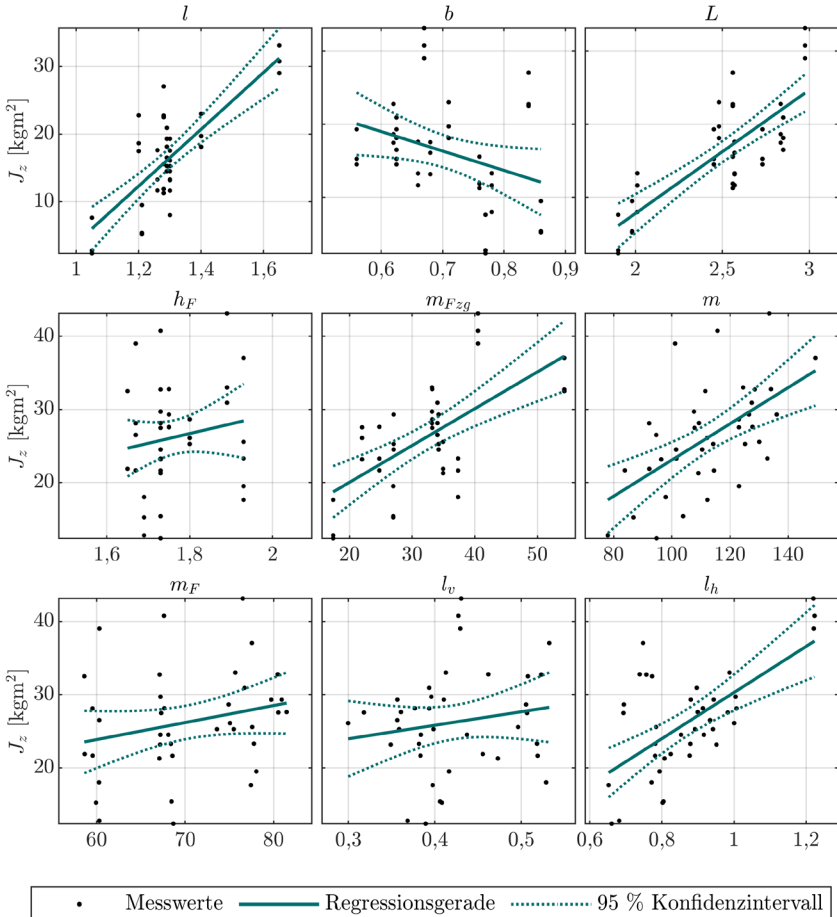 l b L
J_z [kgm²]
30
20
10
1 1,2 1,4 1,6 0,6 0,7 0,8 0,9 2 2,5 3
h_F m_Fzg m
J_z [kgm²]
40
30
20
1,6 1,8 2 20 30 40 50 80 100 120 140
m_F l_v l_h
J_z [kgm²]
40
30
20
60 70 80 0,3 0,4 0,5 0,6 0,8 1 1,2
Messwerte Regressionsgerade 95 % Konfidenzintervall